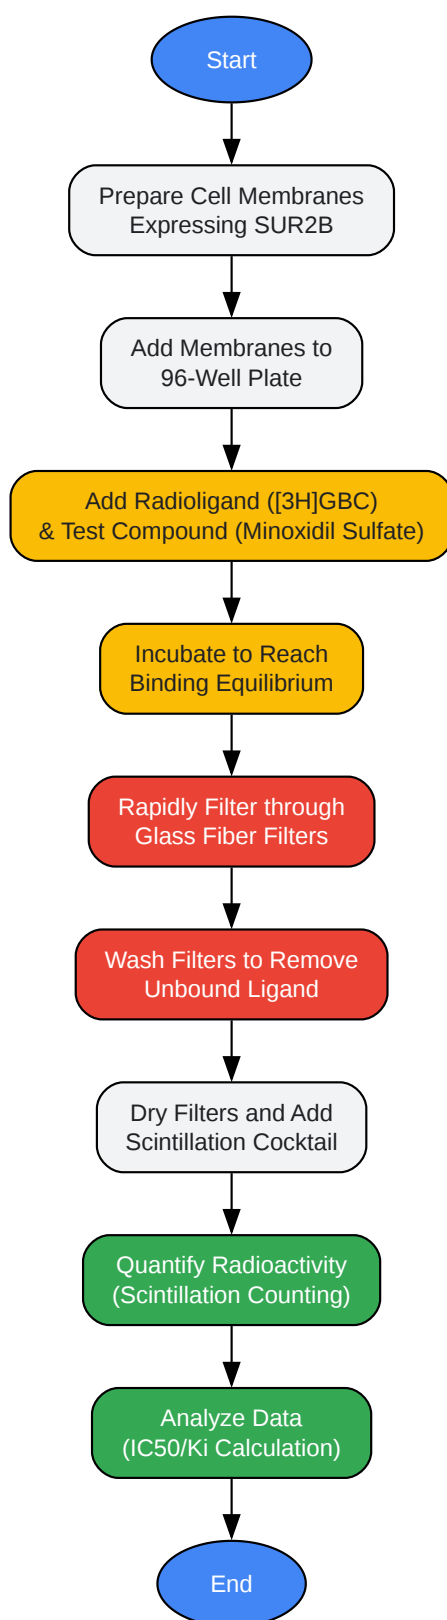 Start
Prepare Cell Membranes
Expressing SUR2B
Add Membranes to
96-Well Plate
Add Radioligand ([3H]GBC)
& Test Compound (Minoxidil Sulfate)
Incubate to Reach
Binding Equilibrium
Rapidly Filter through
Glass Fiber Filters
Wash Filters to Remove
Unbound Ligand
Dry Filters and Add
Scintillation Cocktail
Quantify Radioactivity
(Scintillation Counting)
Analyze Data
(IC50/Ki Calculation)
End